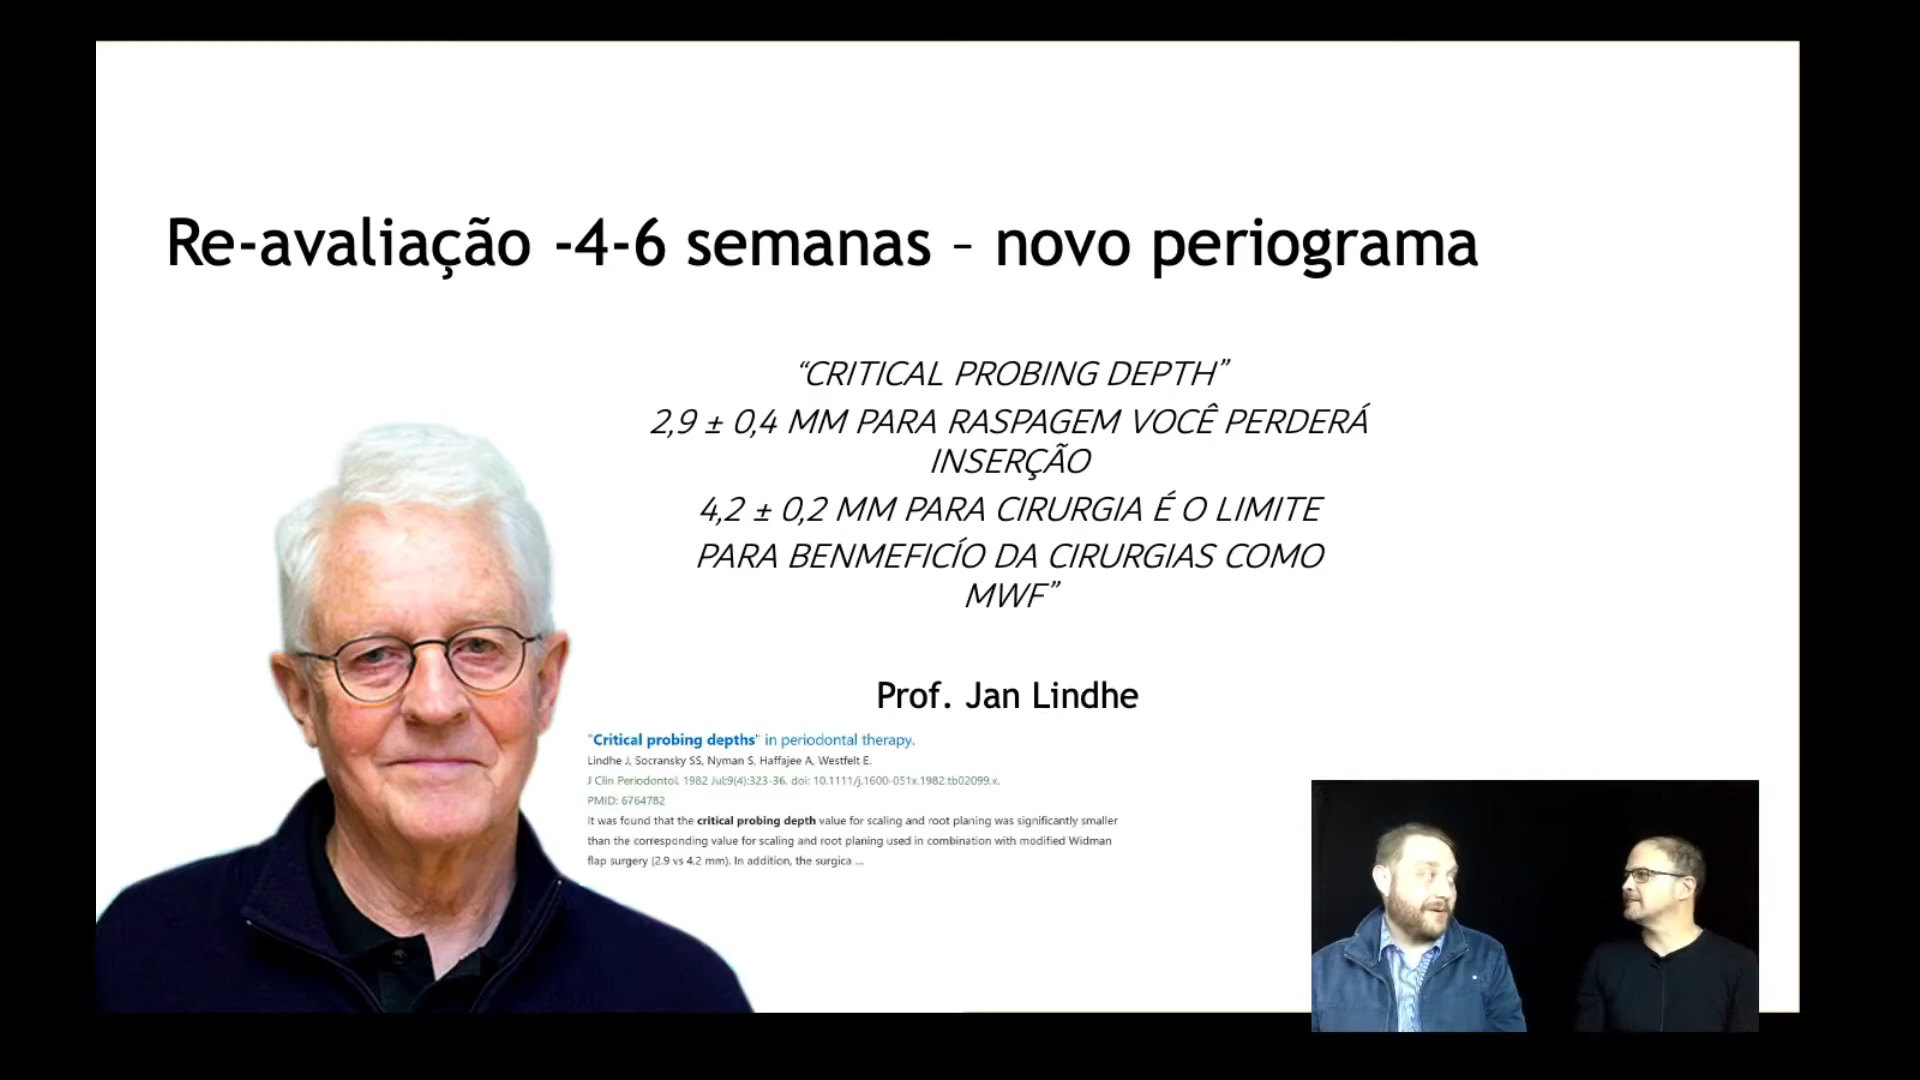 Re-avaliação -4-6 semanas – novo periograma
“CRITICAL PROBING DEPTH”
2,9 ± 0,4 MM PARA RASPAGEM VOCÊ PERDERÁ
INSERÇÃO
4,2 ± 0,2 MM PARA CIRURGIA É O LIMITE
PARA BENMEFICÍO DA CIRURGIAS COMO
MWF”
Prof. Jan Lindhe
"Critical probing depths" in periodontal therapy.
Lindhe J, Socransky SS, Nyman S, Haffajee A, Westfelt E.
J Clin Periodontol. 1982 Jul;9(4):323-36. doi: 10.1111/j.1600-051x.1982.tb02099.x.
PMID: 6764782
It was found that the critical probing depth value for scaling and root planing was significantly smaller
than the corresponding value for scaling and root planing used in combination with modified Widman
flap surgery (2.9 vs 4.2 mm). In addition, the surgica ...